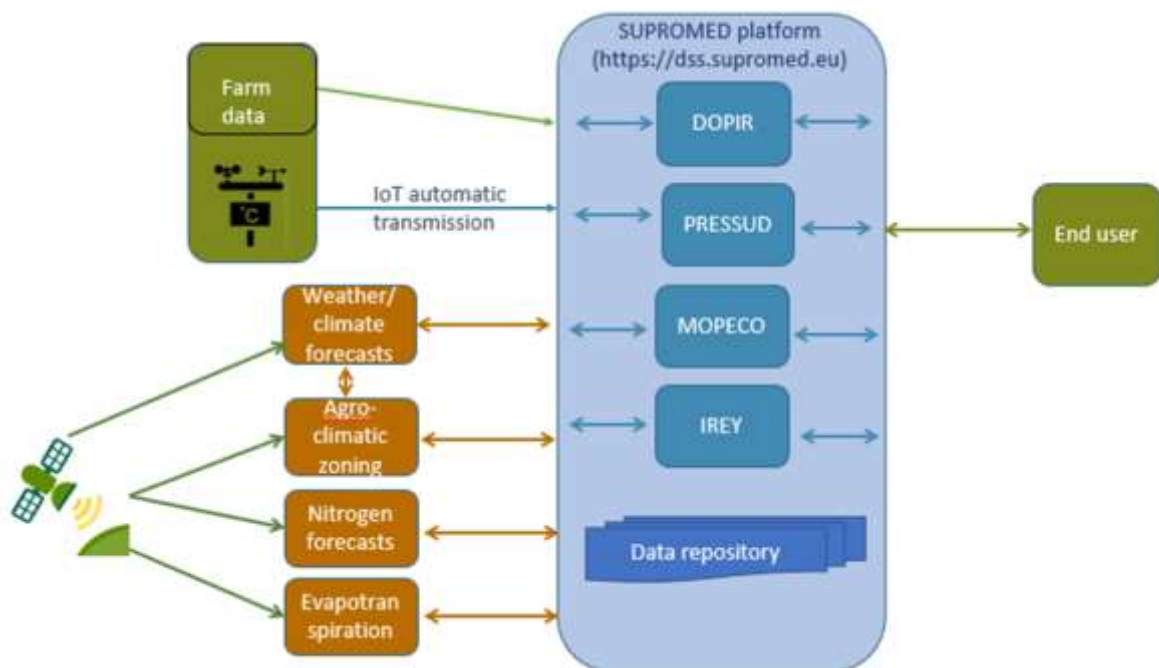 SUPROMED platform
(https://dss.supromed.eu)
Farm
data
DOPIR
IoT automatic
transmission
°C
PRESSUD
End user
Weather/
climate
forecasts
MOPECO
Agro-
climatic
zoning
IREY
Nitrogen
forecasts
Data repository
Evapotran
spiration